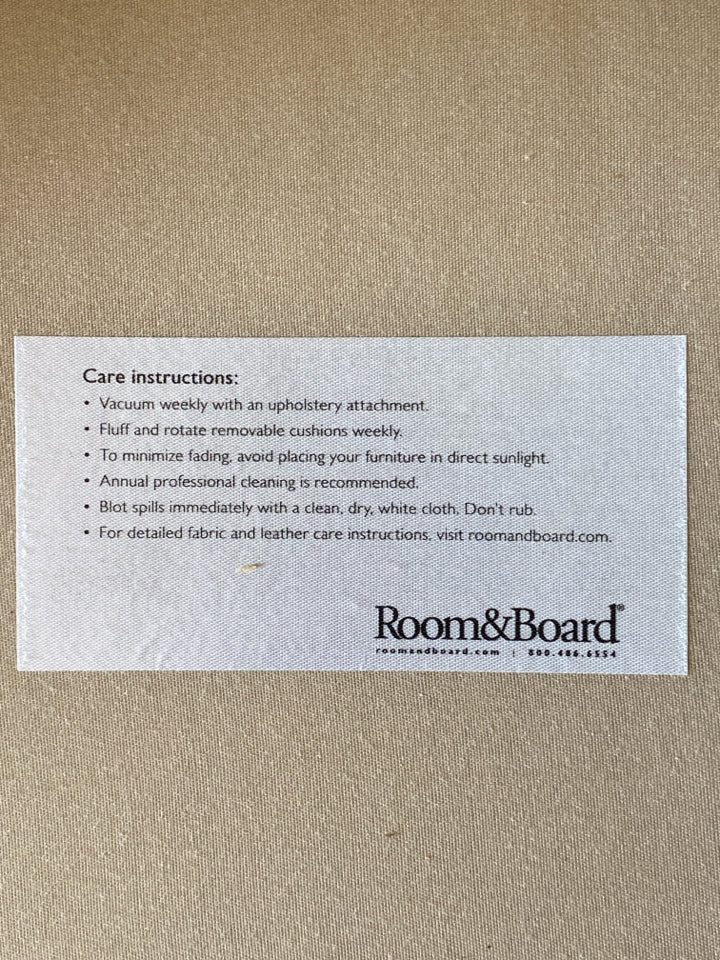 Care instructions:
• Vacuum weekly with an upholstery attachment.
• Fluff and rotate removable cushions weekly.
• To minimize fading, avoid placing your furniture in direct sunlight.
• Annual professional cleaning is recommended.
• Blot spills immediately with a clean, dry, white cloth. Don't rub.
• For detailed fabric and leather care instructions, visit roomandboard.com.
Room&Board®
roomandboard.com | 800.486.6554